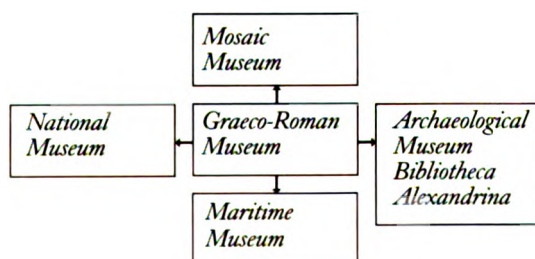 Mosaic
Museum
National
Museum
Graeco-Roman
Museum
Archaeological
Museum
Bibliotheca
Alexandrina
Maritime
Museum